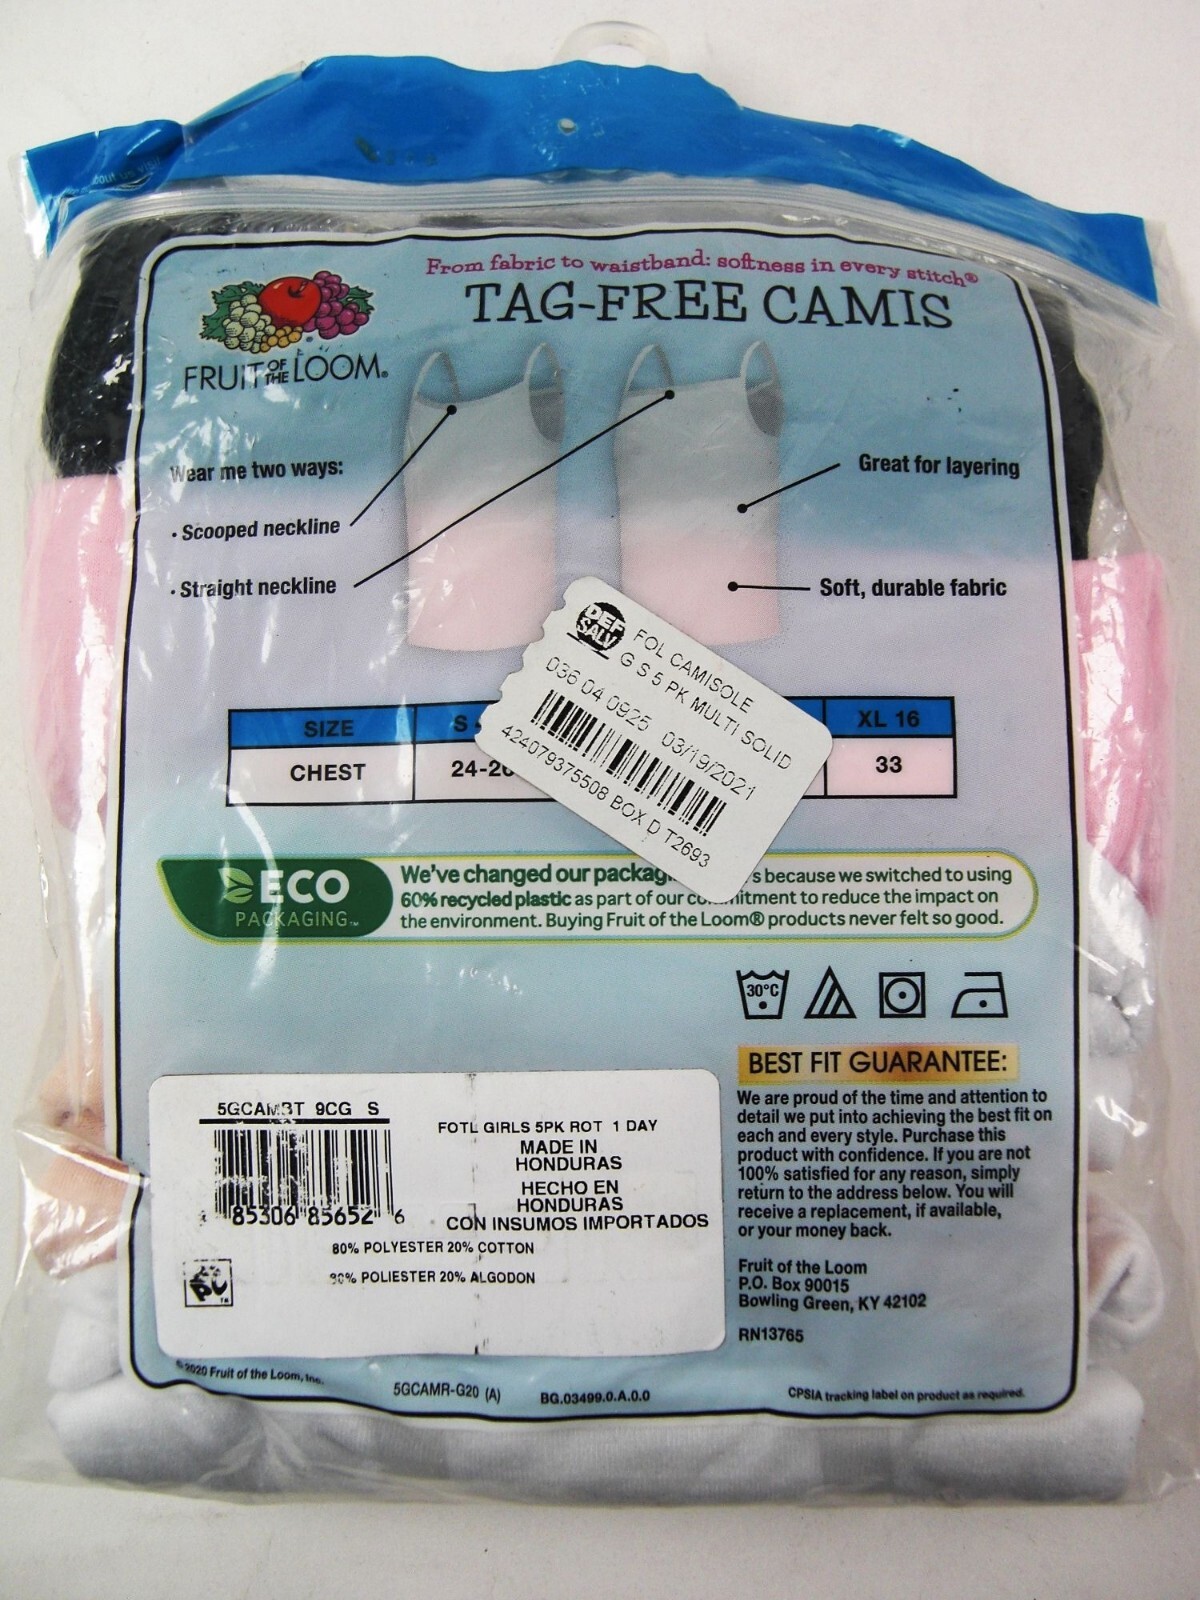 From fabric to waistband: softness in every stitch®
TAG-FREE CAMIS
FRUIT OF THE LOOM®
Wear me two ways:
• Scooped neckline
• Straight neckline
Great for layering
Soft, durable fabric
DEF
SALV
FOL CAMISOLE
G S 5 PK MULTI SOLID
036 04 0925 03/19/2021
424079375508 BOX D T2693
SIZE S XL 16
CHEST 33
ECO
PACKAGING™
We've changed our because we switched to using
60% recycled plastic as part of our commitment to reduce the impact on
the environment. Buying Fruit of the Loom® products never felt so good.
30°C
BEST FIT GUARANTEE:
We are proud of the time and attention to
detail we put into achieving the best fit on
each and every style. Purchase this
product with confidence. If you are not
100% satisfied for any reason, simply
return to the address below. You will
receive a replacement, if available,
or your money back.
Fruit of the Loom
P.O. Box 90015
Bowling Green, KY 42102
RN13765
5GCAMBT 9CG S
85306 85652 6
FOTL GIRLS 5PK ROT 1 DAY
MADE IN
HONDURAS
HECHO EN
HONDURAS
CON INSUMOS IMPORTADOS
80% POLYESTER 20% COTTON
80% POLIESTER 20% ALGODON
©2020 Fruit of the Loom, Inc.
5GCAMR-G20 (A)
BG.03499.0.A.0.0
CPSIA tracking label on product as required.